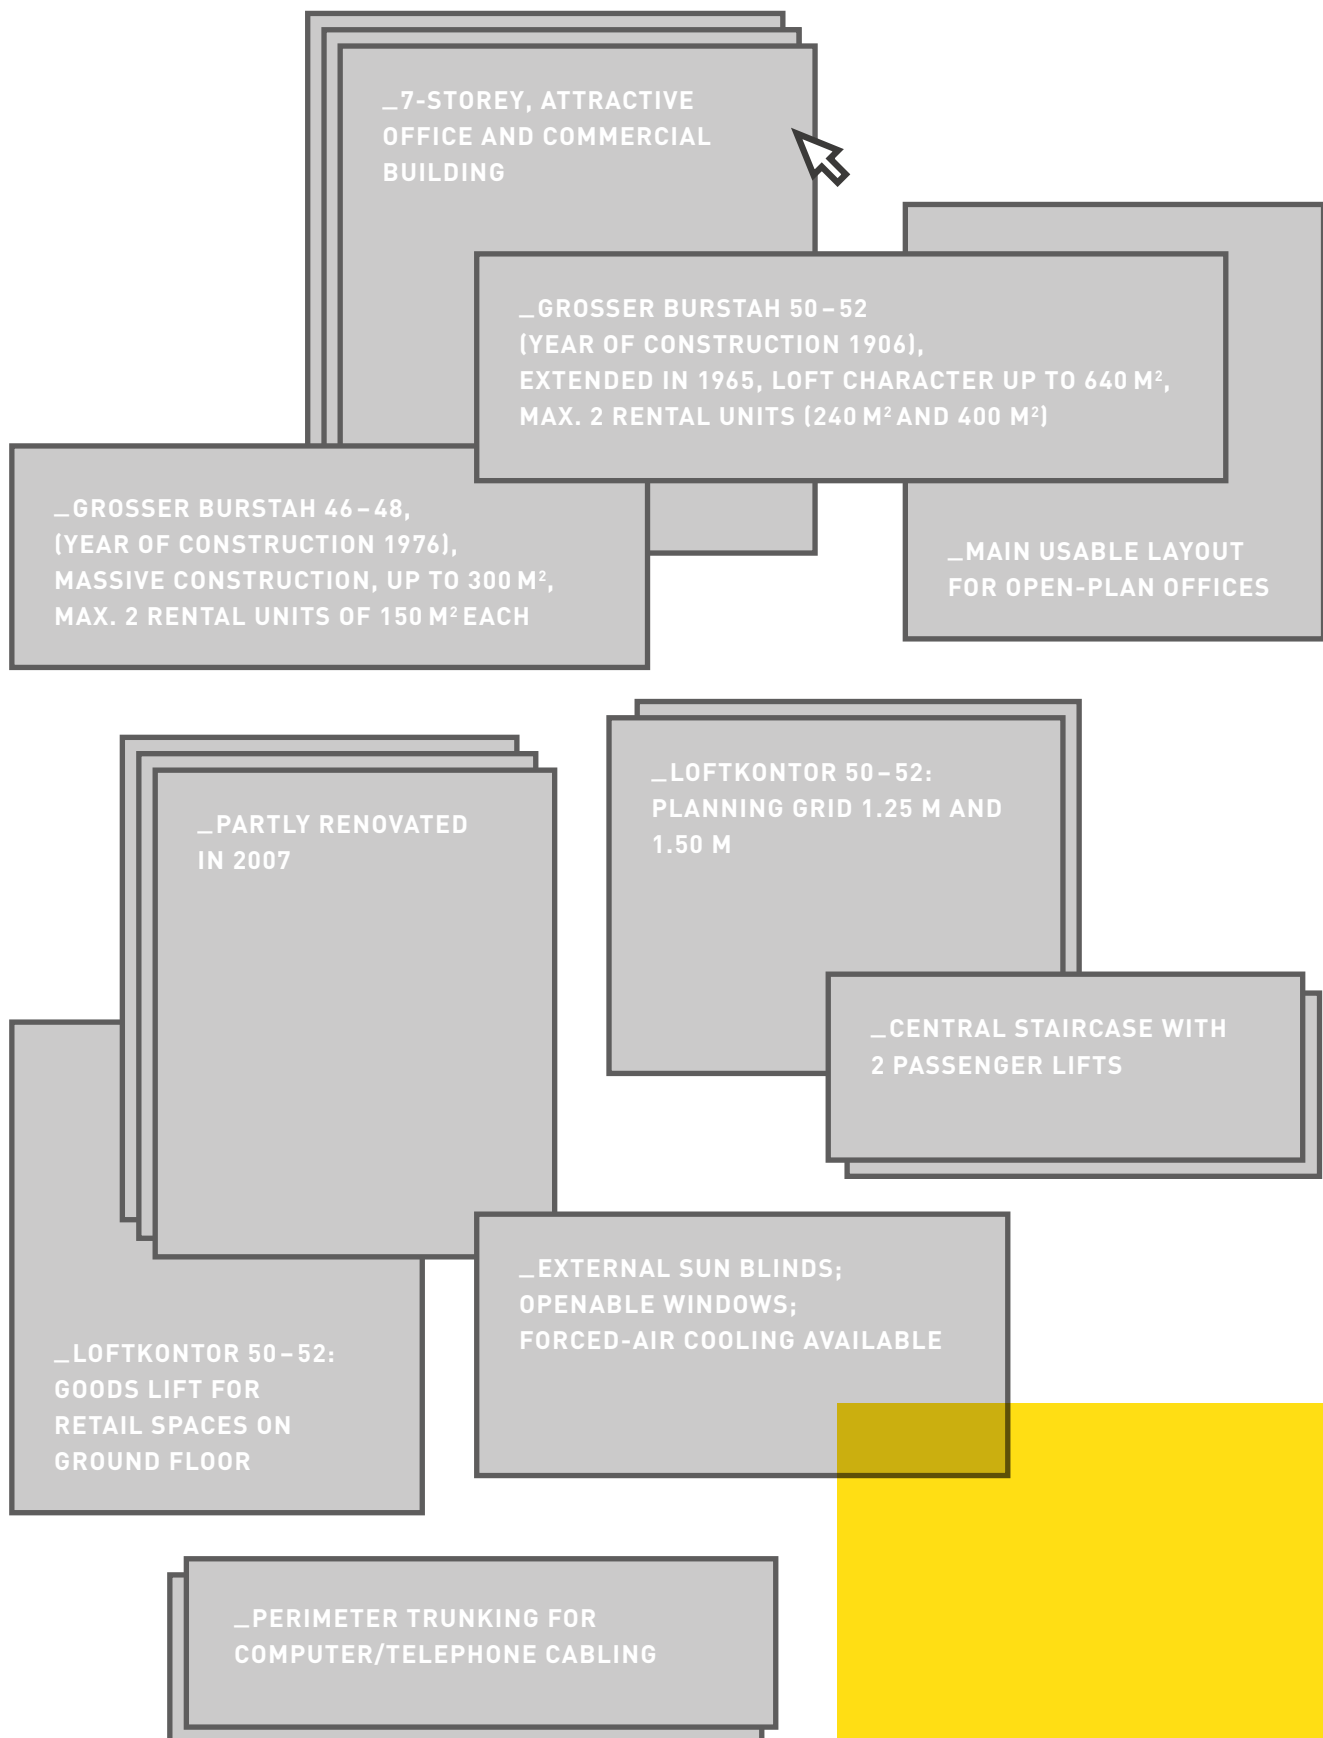 _7-STOREY, ATTRACTIVE
OFFICE AND COMMERCIAL
BUILDING
_GROSSER BURSTAH 50–52
(YEAR OF CONSTRUCTION 1906),
EXTENDED IN 1965, LOFT CHARACTER UP TO 640 M²,
MAX. 2 RENTAL UNITS (240 M² AND 400 M²)
_GROSSER BURSTAH 46–48,
(YEAR OF CONSTRUCTION 1976),
MASSIVE CONSTRUCTION, UP TO 300 M²,
MAX. 2 RENTAL UNITS OF 150 M² EACH
_MAIN USABLE LAYOUT
FOR OPEN-PLAN OFFICES
_PARTLY RENOVATED
IN 2007
_LOFTKONTOR 50–52:
PLANNING GRID 1.25 M AND
1.50 M
_CENTRAL STAIRCASE WITH
2 PASSENGER LIFTS
_EXTERNAL SUN BLINDS;
OPENABLE WINDOWS;
FORCED-AIR COOLING AVAILABLE
_LOFTKONTOR 50–52:
GOODS LIFT FOR
RETAIL SPACES ON
GROUND FLOOR
_PERIMETER TRUNKING FOR
COMPUTER/TELEPHONE CABLING